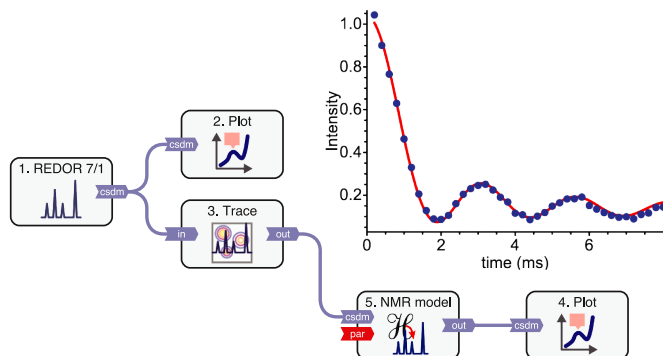 1. REDOR 7/1
csdm
2. Plot
csdm
3. Trace
in
out
Intensity
1.0
0.8
0.6
0.4
0.2
0
2
4
6
time (ms)
5. NMR model
csdm
par
H
out
4. Plot
csdm